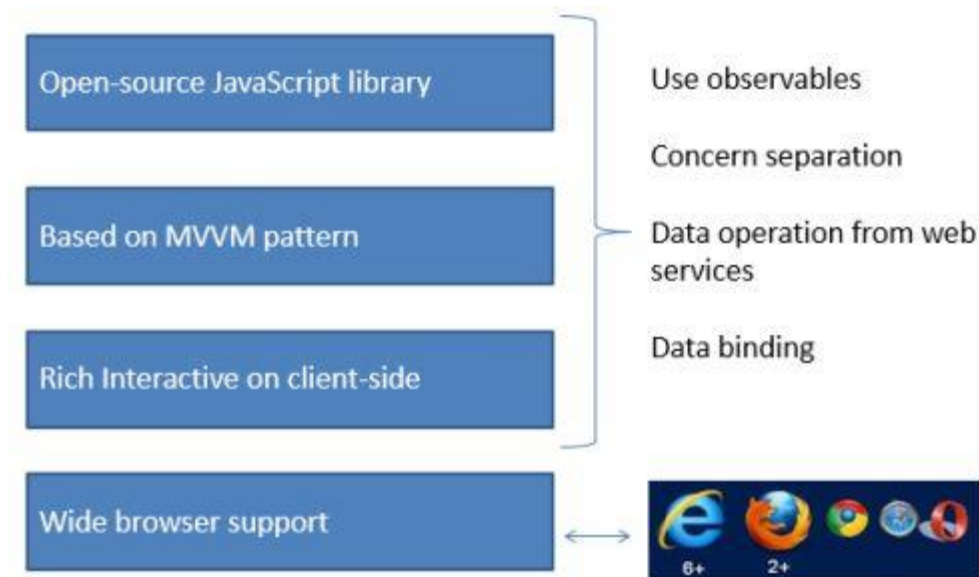 Open-source JavaScript library
Based on MVVM pattern
Rich Interactive on client-side
Wide browser support
Use observables
Concern separation
Data operation from web
services
Data binding
6+
2+